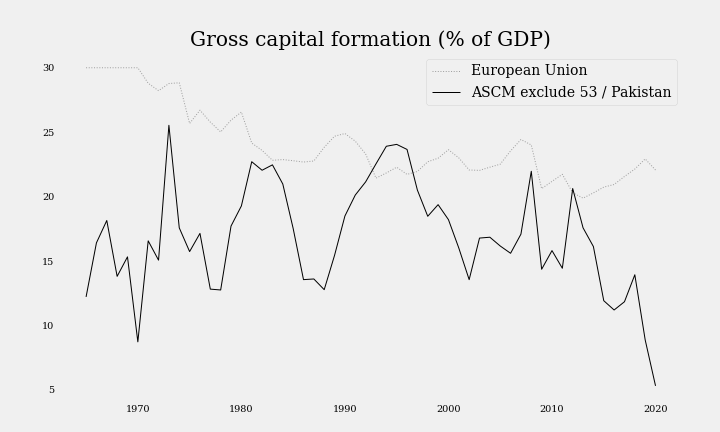 Gross capital formation (% of GDP)
European Union
ASCM exclude 53 / Pakistan
30
25
20
15
10
5
1970 1980 1990 2000 2010 2020